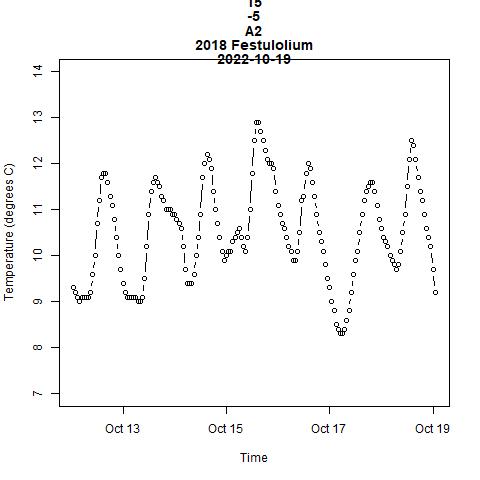 15
-5
A2
2018 Festulolium
2022-10-19
14
13
12
11
10
9
8
7
Temperature (degrees C)
Oct 13
Oct 15
Oct 17
Oct 19
Time